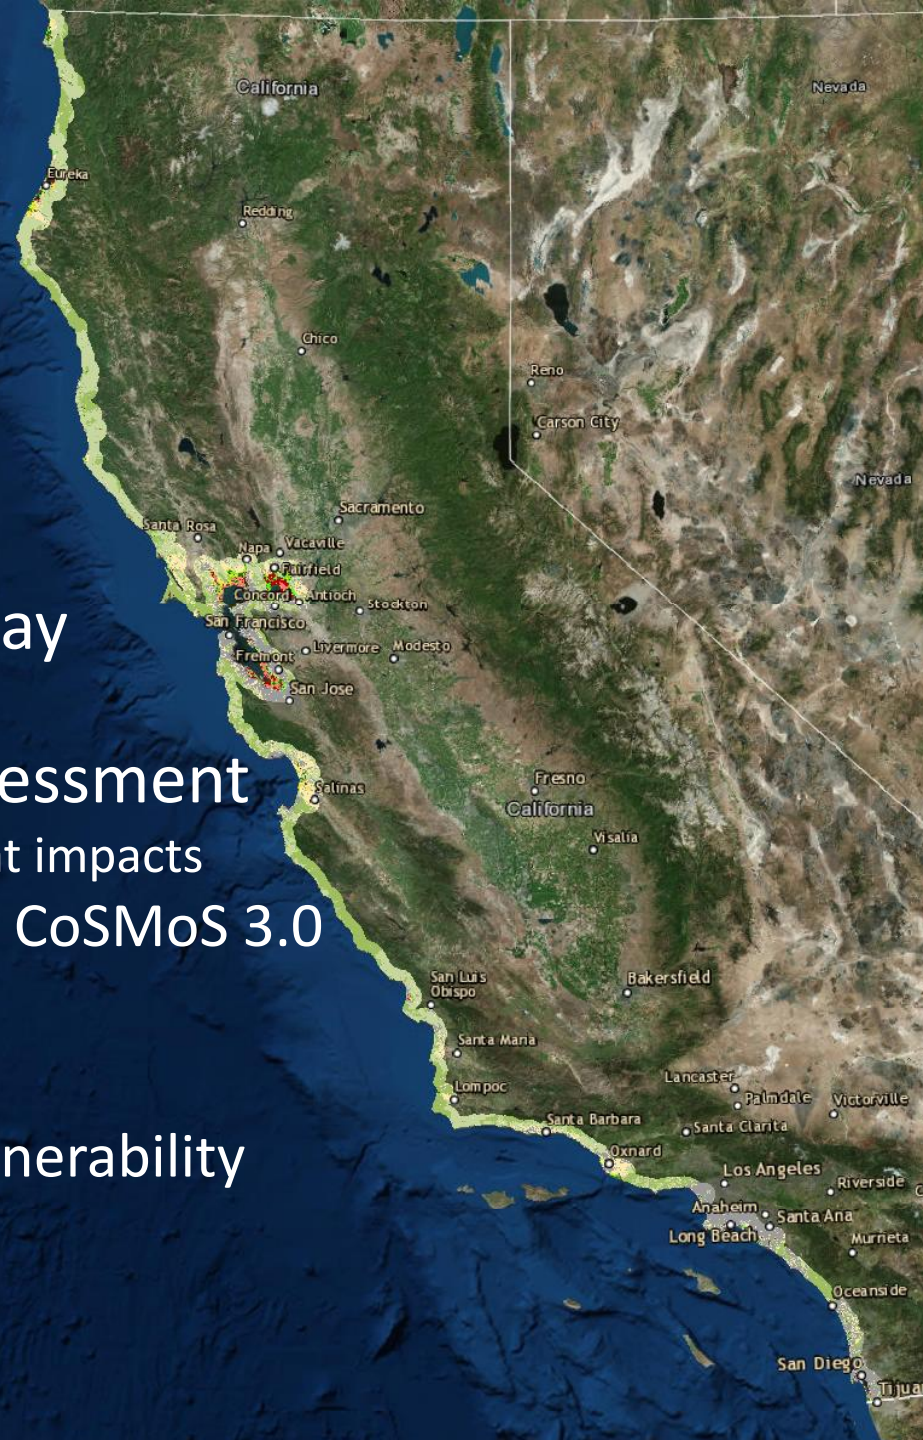 California
Nevada
Eureka
Redding
Chico
Reno
Carson City
Nevada
Sacramento
Santa Rosa
Napa
Vacaville
Fairfield
Concord
Antioch
Stockton
ay
San Francisco
Livermore
Modesto
Fremont
San Jose
essment
Salinas
Fresno
California
Visalia
t impacts
CoSMoS 3.0
San Luis
Obispo
Bakersfield
Santa Maria
Lompoc
Lancaster
Palmdale
Victorville
Santa Barbara
Santa Clarita
nerability
Oxnard
Los Angeles
Riverside
Anaheim
Santa Ana
Long Beach
Murrieta
Oceanside
San Diego
Tijua